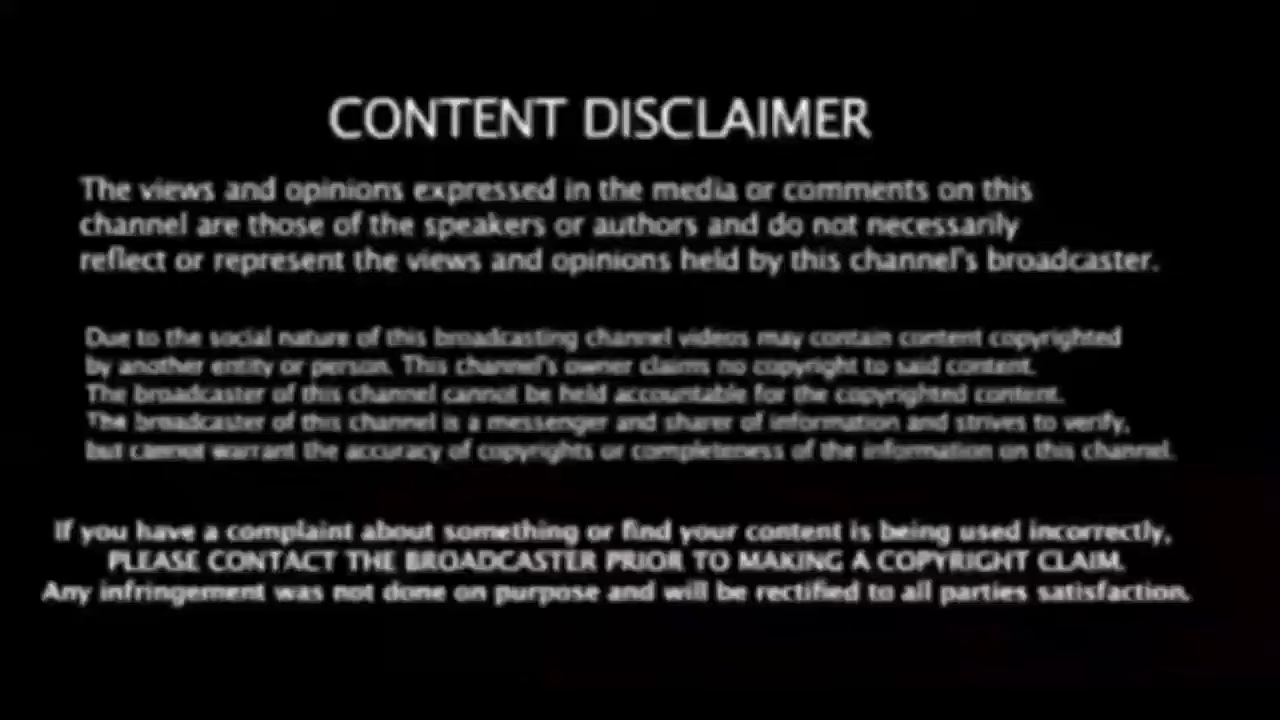 CONTENT DISCLAIMER
The views and opinions expressed in the media or comments on this
channel are those of the speakers or authors and do not necessarily
reflect or represent the views and opinions held by this channel's broadcaster.
Due to the social nature of this broadcasting channel videos may contain content copyrighted
by another entity or person. This channel's owner claims no copyright to said content.
The broadcaster of this channel cannot be held accountable for the copyrighted content.
The broadcaster of this channel is a messenger and sharer of information and strives to verify,
but cannot warrant the accuracy of copyrights or completeness of the information on this channel.
If you have a complaint about something or find your content is being used incorrectly,
PLEASE CONTACT THE BROADCASTER PRIOR TO MAKING A COPYRIGHT CLAIM.
Any infringement was not done on purpose and will be rectified to all parties satisfaction.